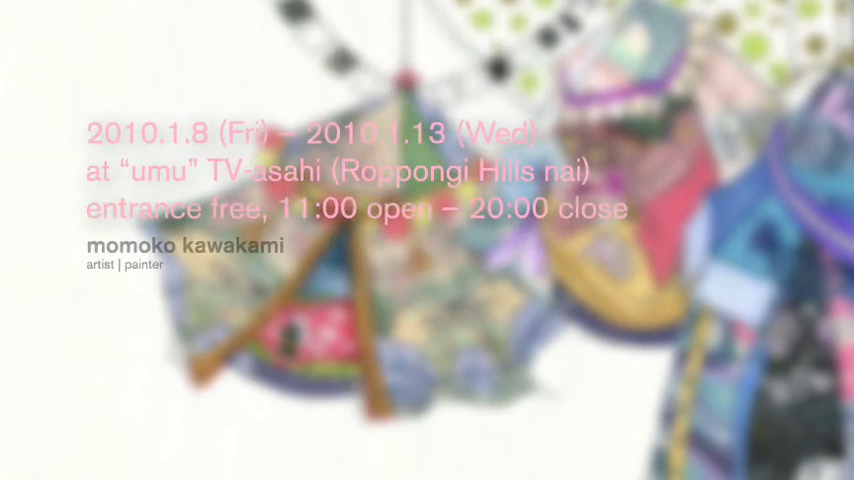 2010.1.8 (Fri) – 2010.1.13 (Wed)
at “umu” TV-asahi (Roppongi Hills nai)
entrance free, 11:00 open – 20:00 close
momoko kawakami
artist | painter